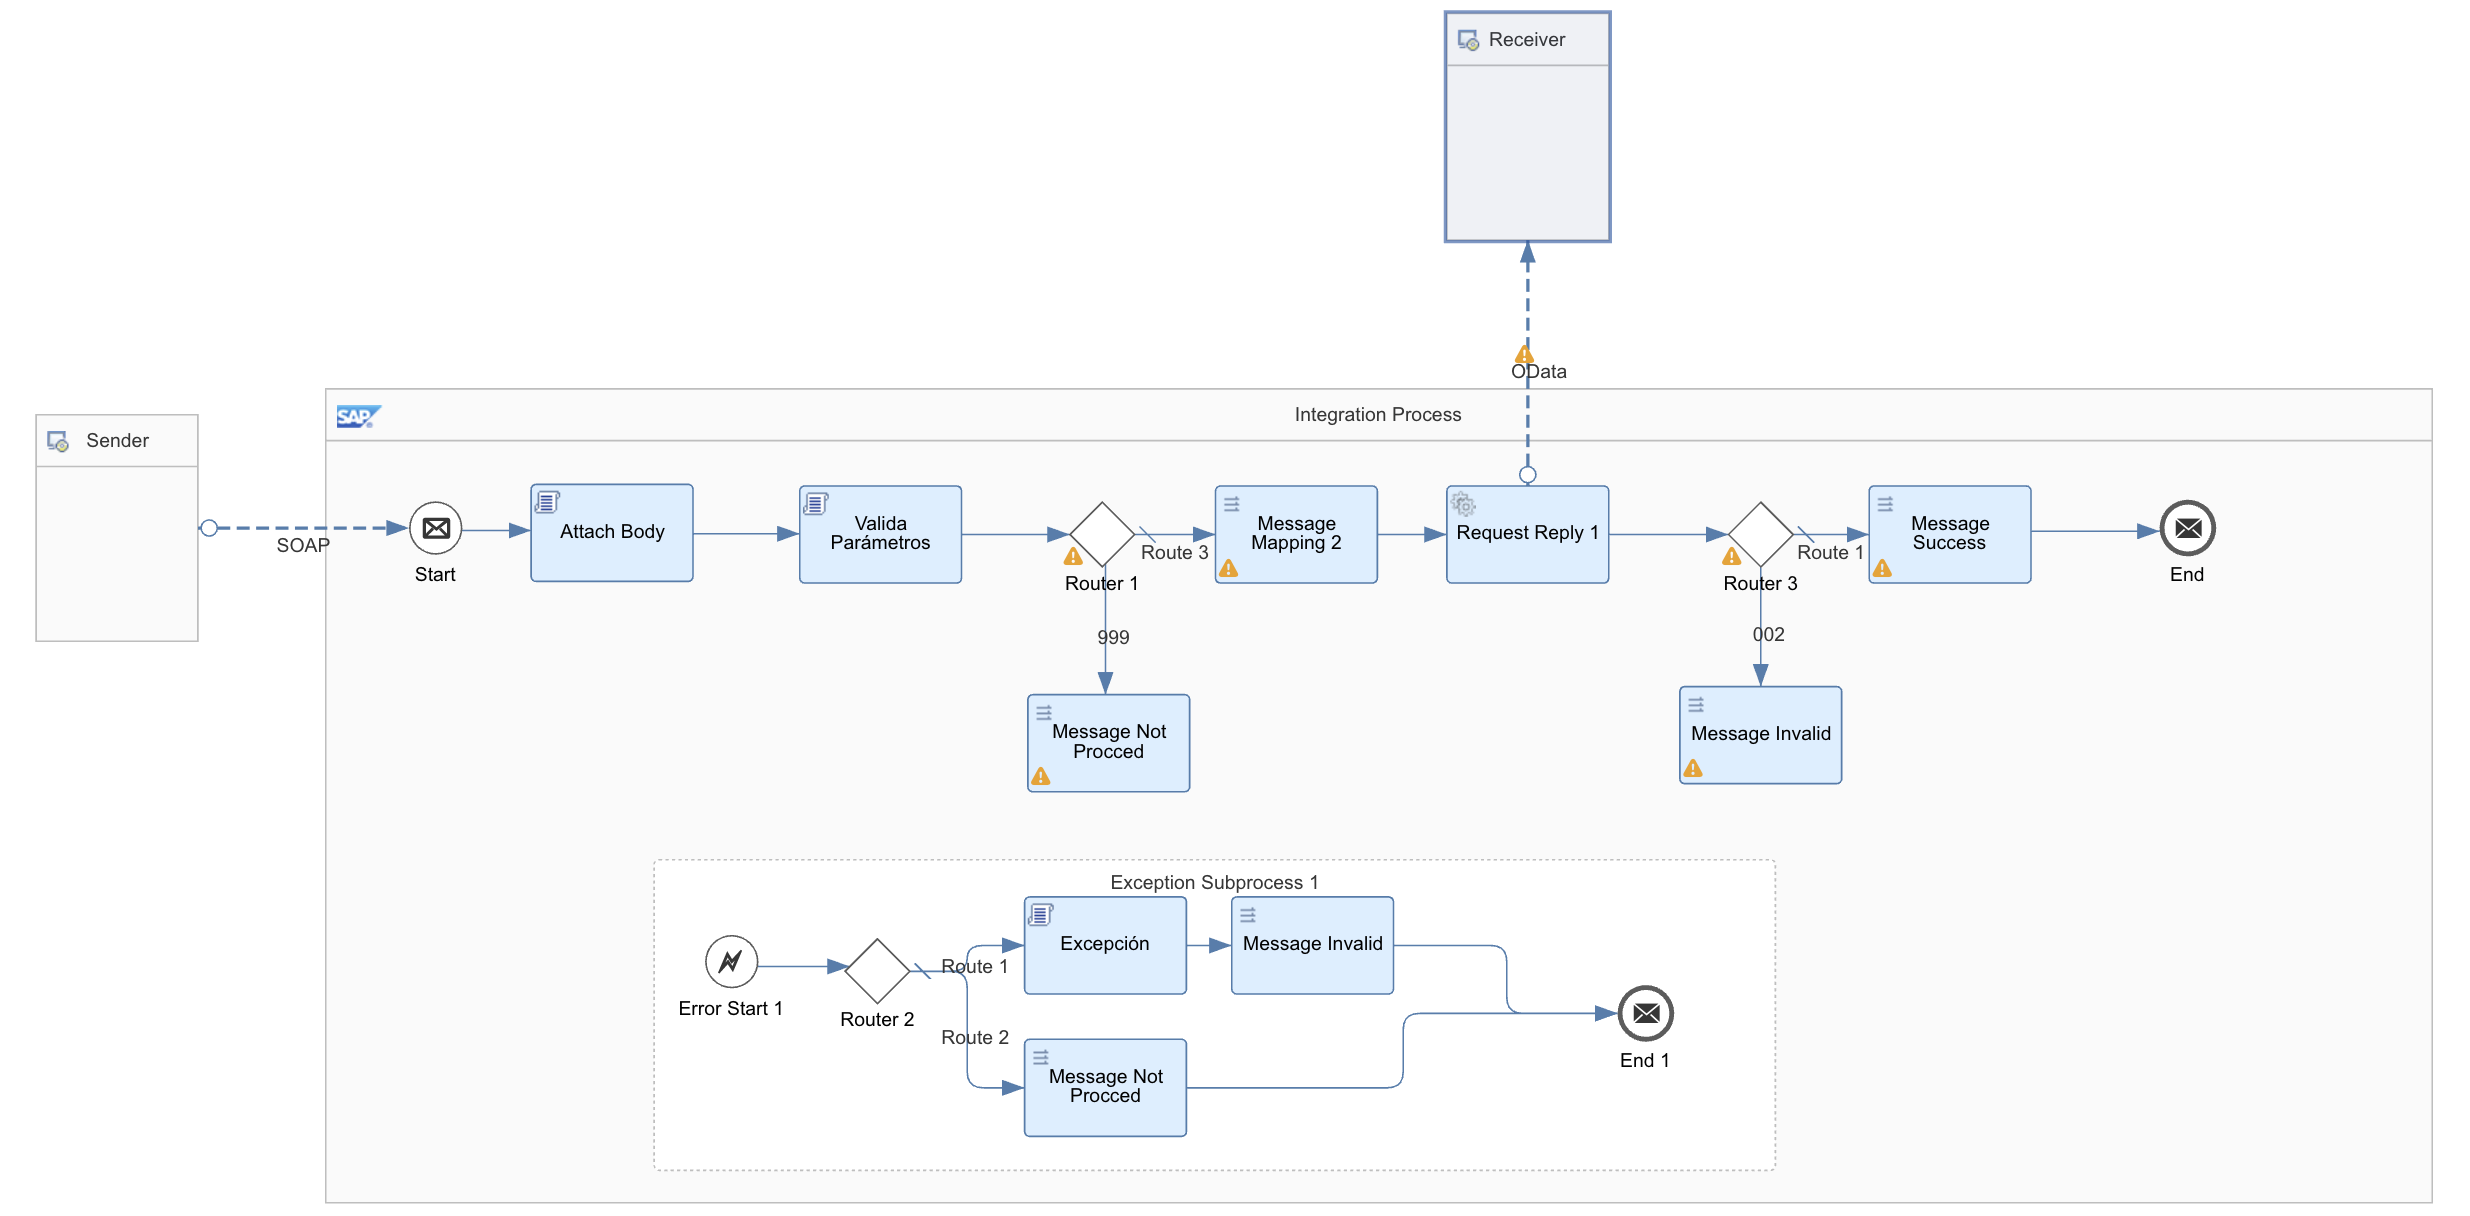 Receiver
OData
SAP
Integration Process
Sender
SOAP
Start
Attach Body
Valida
Parámetros
Router 1
Route 3
Message
Mapping 2
Request Reply 1
Router 3
Route 1
Message
Success
End
999
002
Message Not
Procced
Message Invalid
Exception Subprocess 1
Error Start 1
Router 2
Route 1
Excepción
Message Invalid
Route 2
Message Not
Procced
End 1